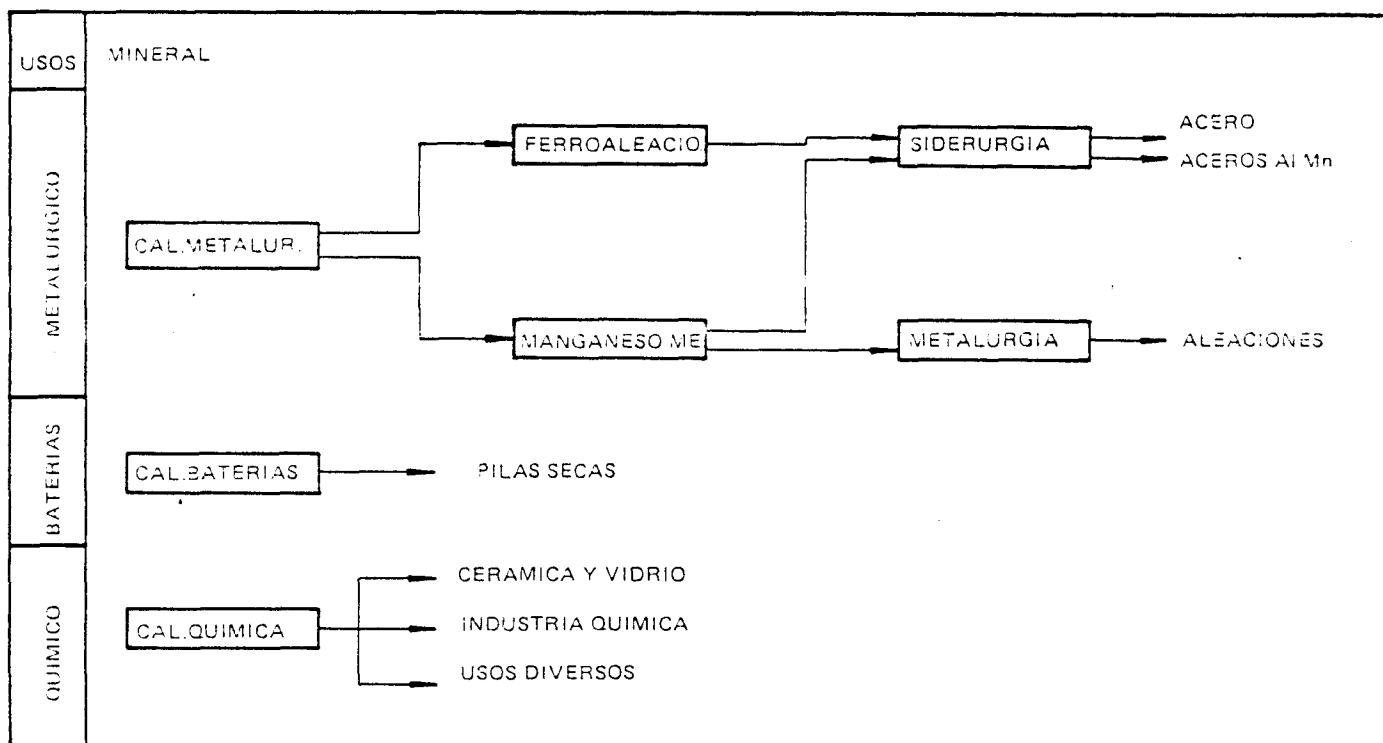 USOS
MINERAL
METALURGICO
CAL.METALUR.
FERROALEACIO
SIDERURGIA
ACERO
ACEROS Al Mn
MANGANESO ME
METALURGIA
ALEACIONES
BATERIAS
CAL.BATERIAS
PILAS SECAS
QUIMICO
CAL.QUIMICA
CERAMICA Y VIDRIO
INDUSTRIA QUIMICA
USOS DIVERSOS